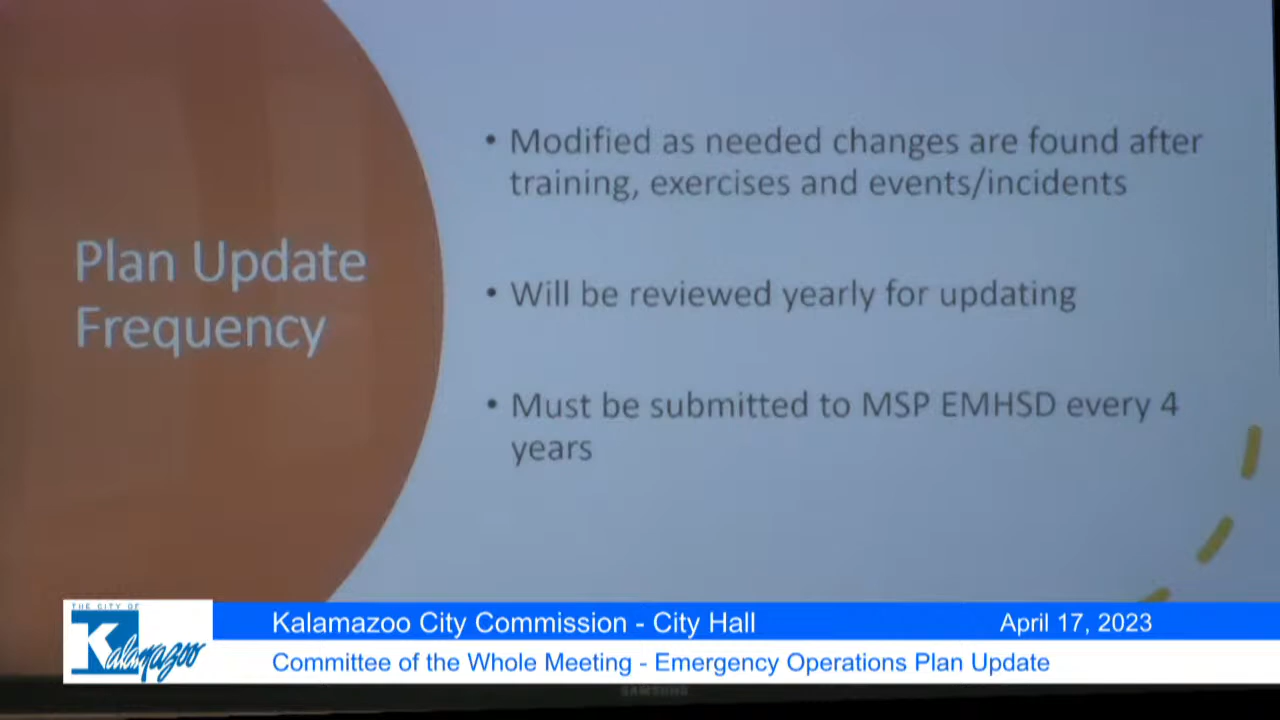 Plan Update
Frequency
• Modified as needed changes are found after
training, exercises and events/incidents
• Will be reviewed yearly for updating
• Must be submitted to MSP EMHSD every 4
years
THE CITY OF
Kalamazoo
Kalamazoo City Commission - City Hall
April 17, 2023
Committee of the Whole Meeting - Emergency Operations Plan Update
SAMSUNG